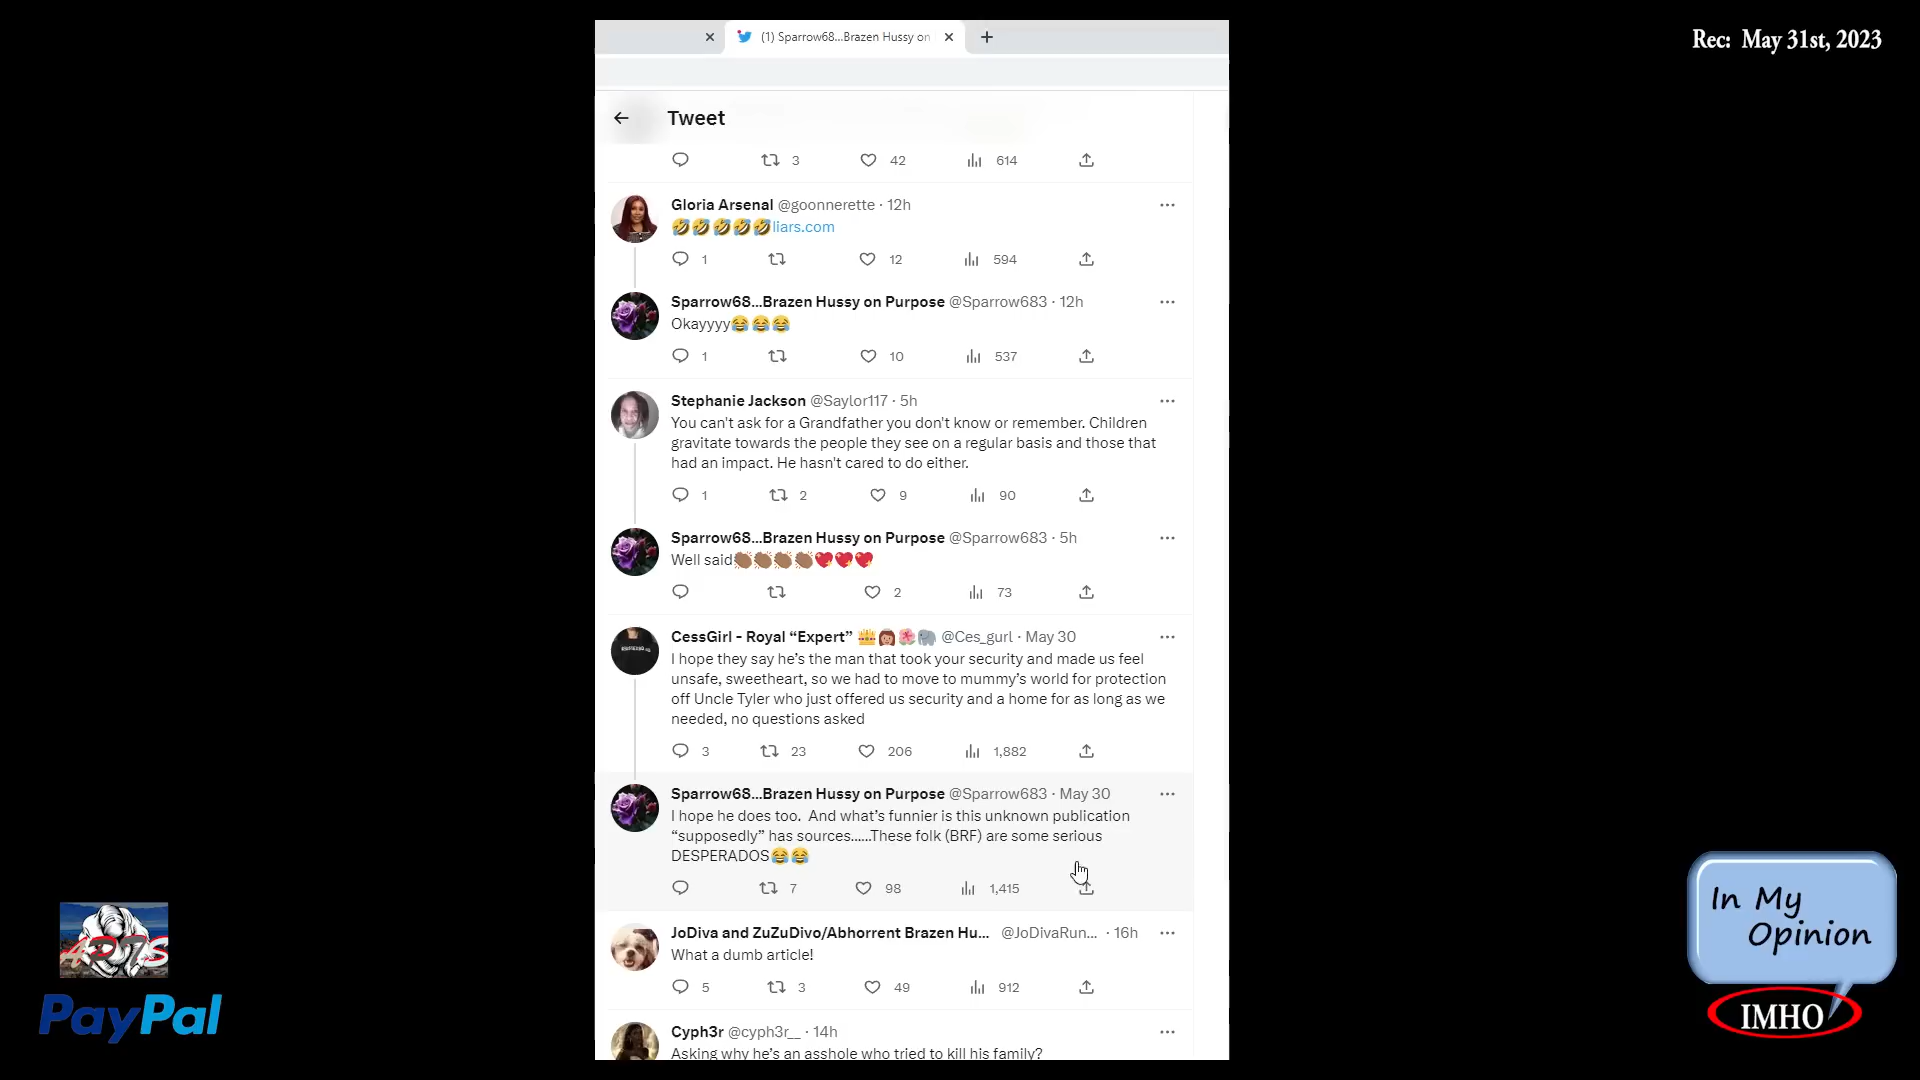 (1) Sparrow68...Brazen Hussy on
Rec: May 31st, 2023
Tweet
3 42 614
Gloria Arsenal @goonnerette · 12h
🤣🤣🤣🤣🤣liars.com
1 12 594
Sparrow68...Brazen Hussy on Purpose @Sparrow683 · 12h
Okayyyy😂😂😂
1 10 537
Stephanie Jackson @Saylor117 · 5h
You can't ask for a Grandfather you don't know or remember. Children
gravitate towards the people they see on a regular basis and those that
had an impact. He hasn't cared to do either.
1 2 9 90
Sparrow68...Brazen Hussy on Purpose @Sparrow683 · 5h
Well said👏🏾👏🏾👏🏾👏🏾💖💖💖
2 73
CessGirl - Royal “Expert” 👑👸🏽🌺🐘 @Ces_gurl · May 30
I hope they say he’s the man that took your security and made us feel
unsafe, sweetheart, so we had to move to mummy’s world for protection
off Uncle Tyler who just offered us security and a home for as long as we
needed, no questions asked
3 23 206 1,882
Sparrow68...Brazen Hussy on Purpose @Sparrow683 · May 30
I hope he does too. And what’s funnier is this unknown publication
“supposedly” has sources......These folk (BRF) are some serious
DESPERADOS😂😂
7 98 1,415
JoDiva and ZuZuDivo/Abhorrent Brazen Hu... @JoDivaRun... · 16h
What a dumb article!
5 3 49 912
Cyph3r @cyph3r__ · 14h
Asking why he’s an asshole who tried to kill his family?
PayPal
In My
Opinion
IMHO